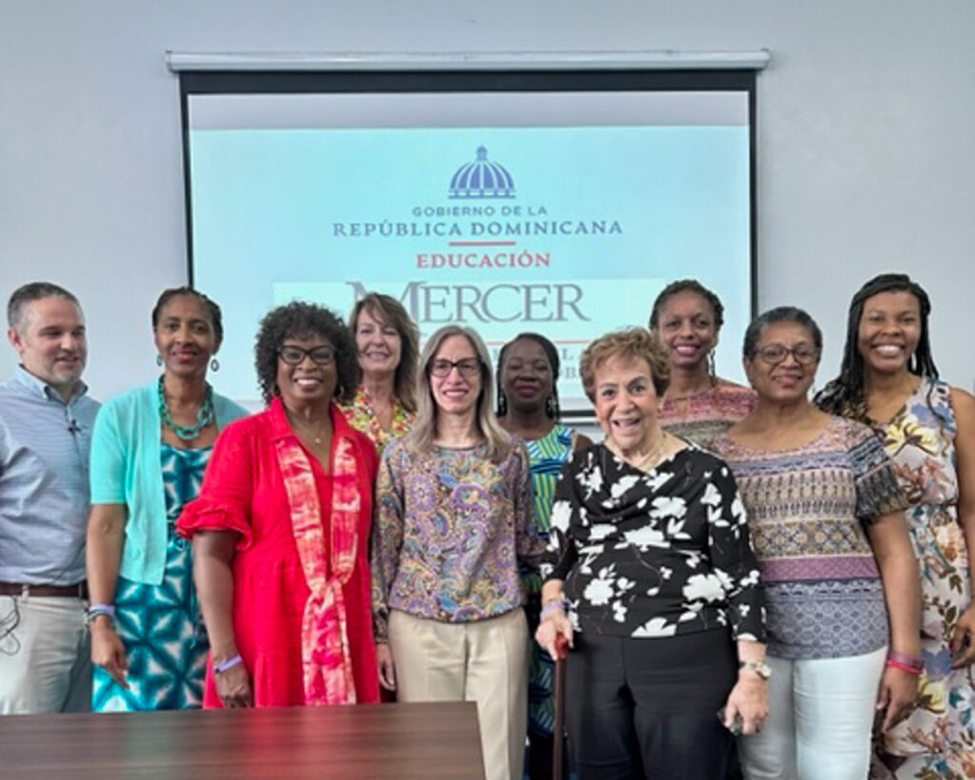 GOBIERNO DE LA
REPÚBLICA DOMINICANA
EDUCACIÓN
MERCER